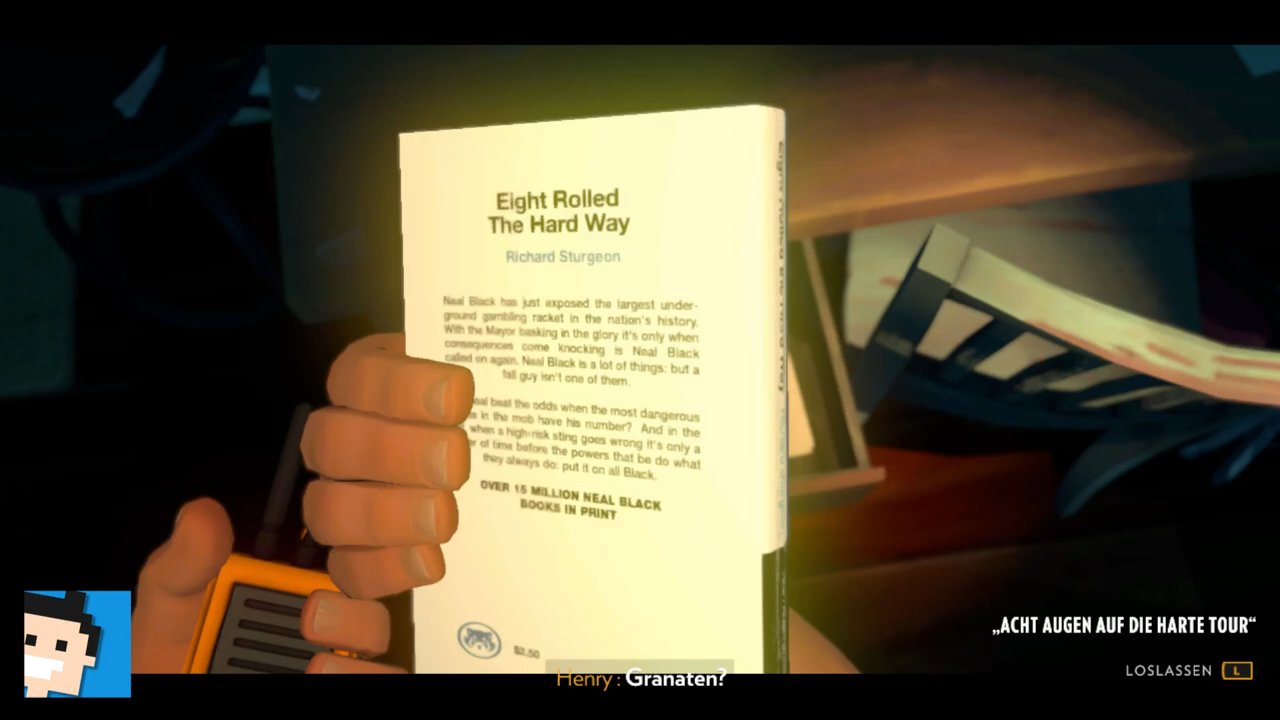 Eight Rolled
The Hard Way
Richard Sturgeon
Neal Black has just exposed the largest under-
ground gambling racket in the nation's history.
With the Mayor basking in the glory it's only when
consequences come knocking is Neal Black
called on again. Neal Black is a lot of things: but a
fall guy isn't one of them.
beat the odds when the most dangerous
in the mob have his number? And in the
when a high-risk sting goes wrong it's only a
of time before the powers that be do what
they always do: put it on all Black.
OVER 15 MILLION NEAL BLACK
BOOKS IN PRINT
$2.50
„ACHT AUGEN AUF DIE HARTE TOUR“
LOSLASSEN L
Henry : Granaten?